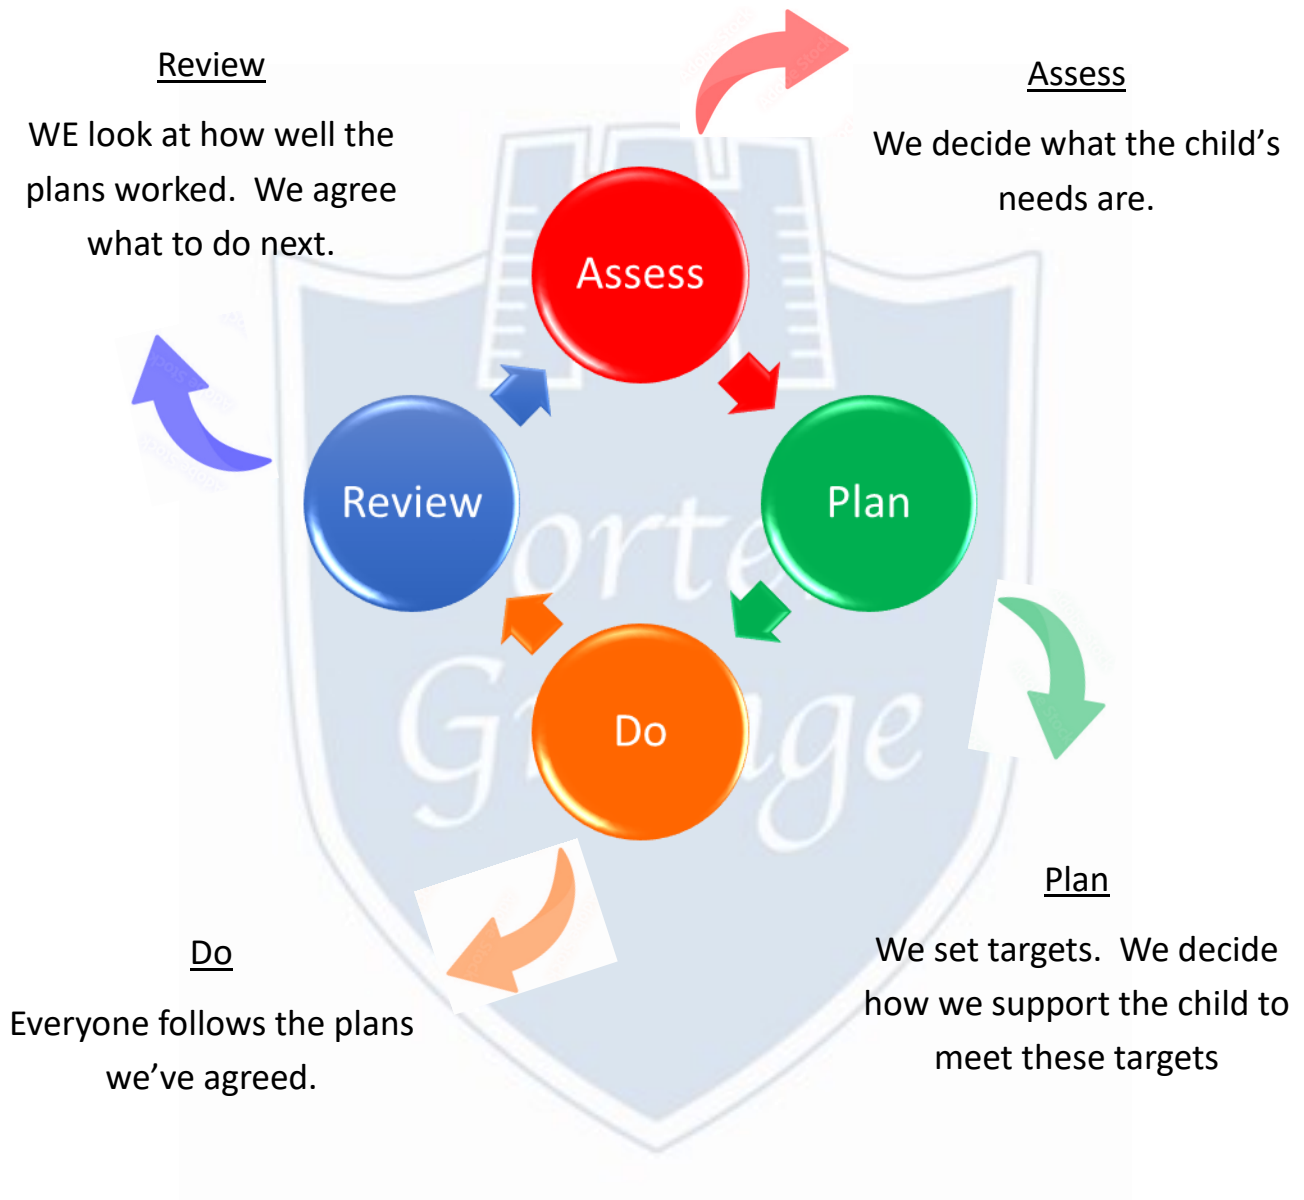 Review
WE look at how well the
plans worked.  We agree
what to do next.
Assess
We decide what the child’s
needs are.
Assess
Review
Plan
Do
Plan
We set targets.  We decide
how we support the child to
meet these targets
Do
Everyone follows the plans
we’ve agreed.